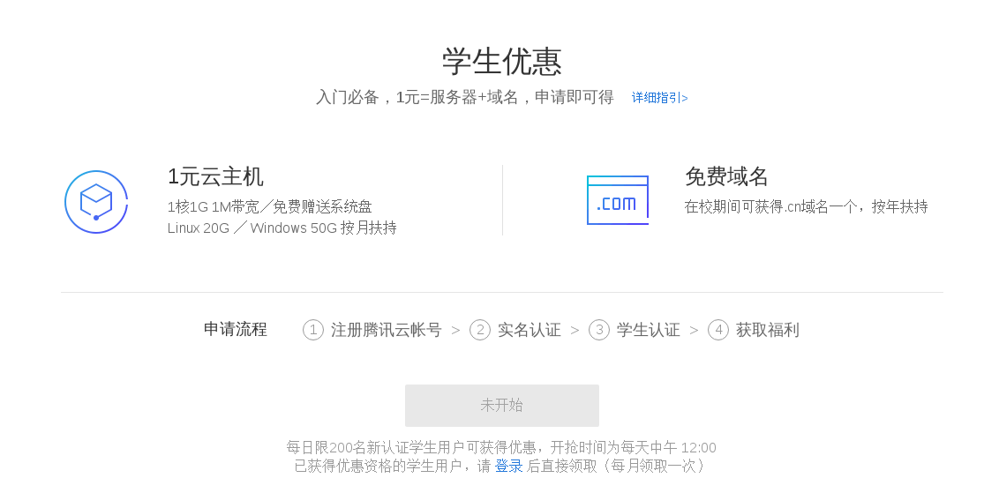 学生优惠
入门必备，1元=服务器+域名，申请即可得 详细指引>
1元云主机
1核1G 1M带宽／免费赠送系统盘
Linux 20G ／ Windows 50G 按月扶持
.com
免费域名
在校期间可获得.cn域名一个，按年扶持
申请流程 1 注册腾讯云帐号 > 2 实名认证 > 3 学生认证 > 4 获取福利
未开始
每日限200名新认证学生用户可获得优惠，开抢时间为每天中午 12:00
已获得优惠资格的学生用户，请 登录 后直接领取（每月领取一次）